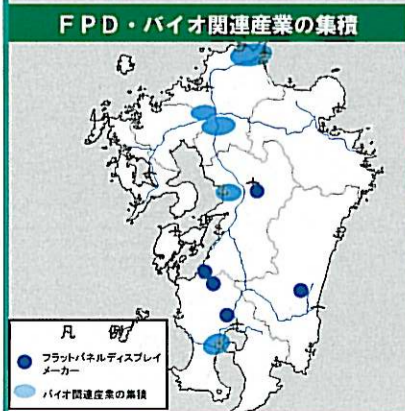 FPD・バイオ関連産業の集積
凡例
フラットパネルディスプレイ
メーカー
バイオ関連産業の集積